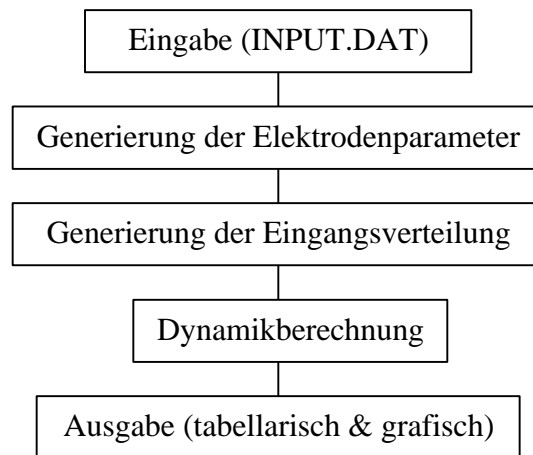 Eingabe (INPUT.DAT)
Generierung der Elektrodenparameter
Generierung der Eingangsverteilung
Dynamikberechnung
Ausgabe (tabellarisch & grafisch)